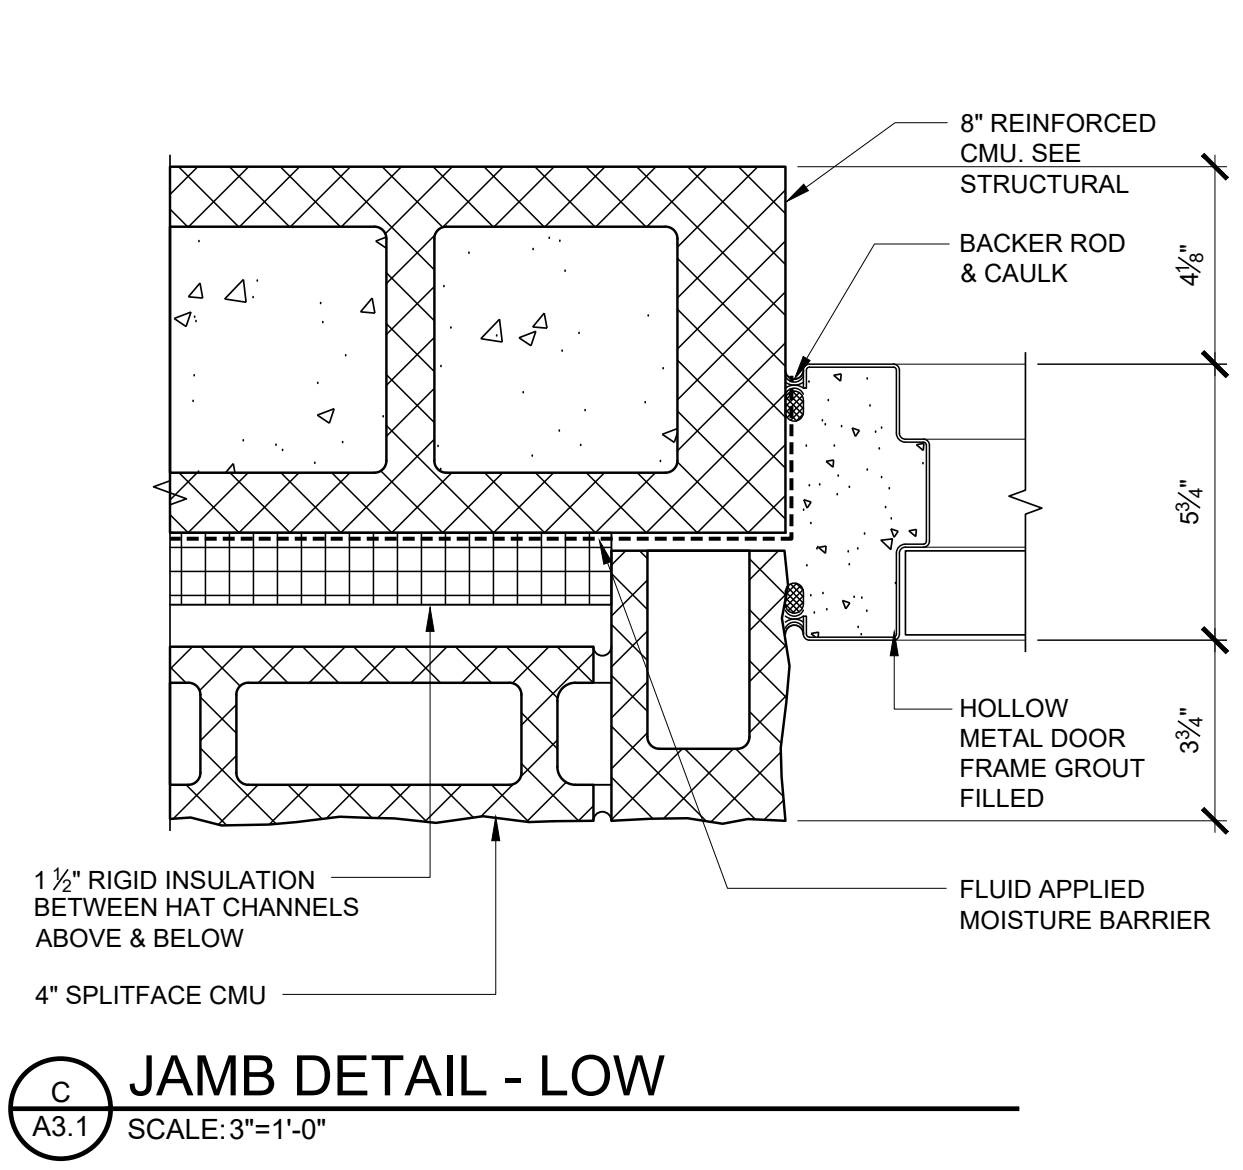 8" REINFORCED
CMU. SEE
STRUCTURAL
BACKER ROD
& CAULK
4⅛"
5¾"
3¾"
HOLLOW
METAL DOOR
FRAME GROUT
FILLED
FLUID APPLIED
MOISTURE BARRIER
1 ½" RIGID INSULATION
BETWEEN HAT CHANNELS
ABOVE & BELOW
4" SPLITFACE CMU
C
A3.1
JAMB DETAIL - LOW
SCALE: 3"=1'-0"